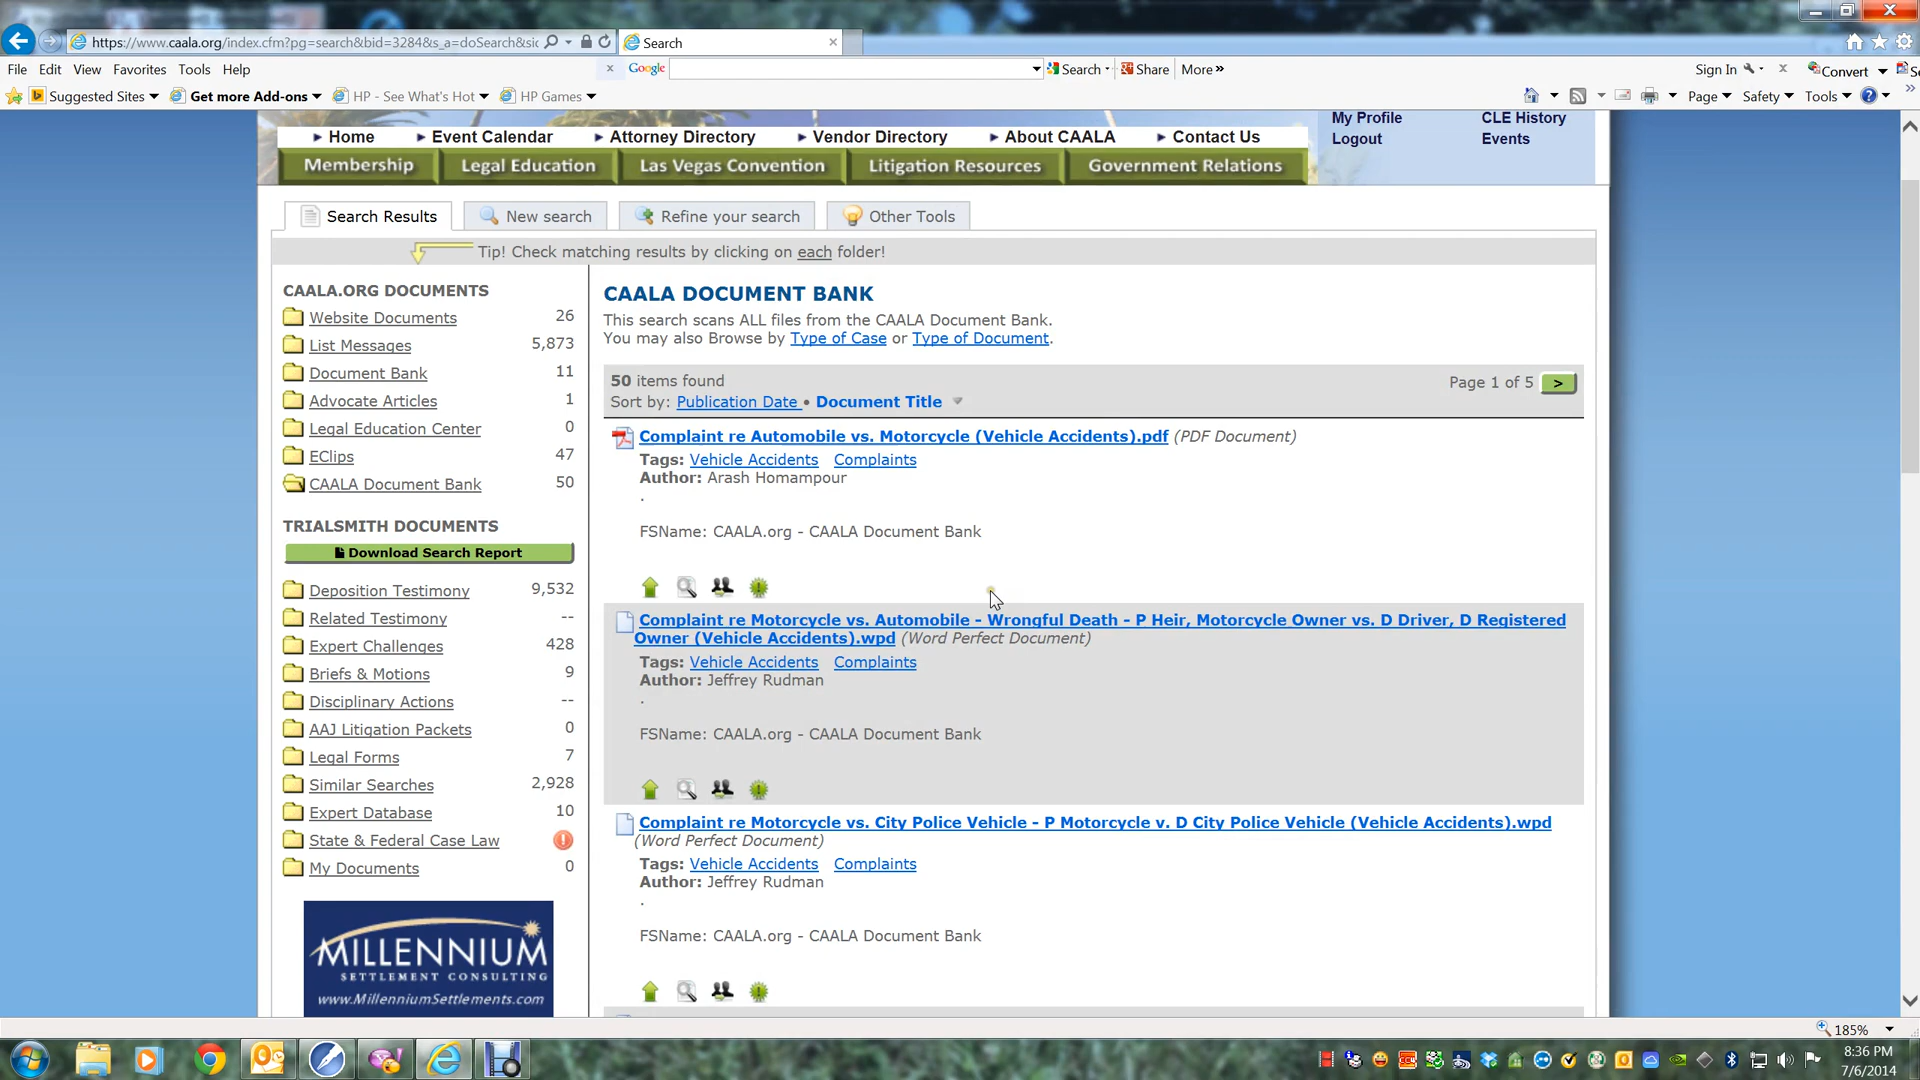 https://www.caala.org/index.cfm?pg=search&bid=3284&s_a=doSearch&sic
Search
File Edit View Favorites Tools Help
Google Search Share More »
Sign In Convert
Suggested Sites Get more Add-ons HP - See What's Hot HP Games
Page Safety Tools
My Profile CLE History
Home Event Calendar Attorney Directory Vendor Directory About CAALA Contact Us
Logout Events
Membership Legal Education Las Vegas Convention Litigation Resources Government Relations
Search Results New search Refine your search Other Tools
Tip! Check matching results by clicking on each folder!
CAALA.ORG DOCUMENTS
Website Documents 26
List Messages 5,873
Document Bank 11
Advocate Articles 1
Legal Education Center 0
EClips 47
CAALA Document Bank 50
TRIALSMITH DOCUMENTS
Download Search Report
Deposition Testimony 9,532
Related Testimony --
Expert Challenges 428
Briefs & Motions 9
Disciplinary Actions --
AAJ Litigation Packets 0
Legal Forms 7
Similar Searches 2,928
Expert Database 10
State & Federal Case Law
My Documents 0
MILLENNIUM
SETTLEMENT CONSULTING
www.MillenniumSettlements.com
CAALA DOCUMENT BANK
This search scans ALL files from the CAALA Document Bank.
You may also Browse by Type of Case or Type of Document.
50 items found
Page 1 of 5 >
Sort by: Publication Date • Document Title
Complaint re Automobile vs. Motorcycle (Vehicle Accidents).pdf (PDF Document)
Tags: Vehicle Accidents Complaints
Author: Arash Homampour
.
FSName: CAALA.org - CAALA Document Bank
Complaint re Motorcycle vs. Automobile - Wrongful Death - P Heir, Motorcycle Owner vs. D Driver, D Registered
Owner (Vehicle Accidents).wpd (Word Perfect Document)
Tags: Vehicle Accidents Complaints
Author: Jeffrey Rudman
.
FSName: CAALA.org - CAALA Document Bank
Complaint re Motorcycle vs. City Police Vehicle - P Motorcycle v. D City Police Vehicle (Vehicle Accidents).wpd
(Word Perfect Document)
Tags: Vehicle Accidents Complaints
Author: Jeffrey Rudman
.
FSName: CAALA.org - CAALA Document Bank
185%
8:36 PM
7/6/2014